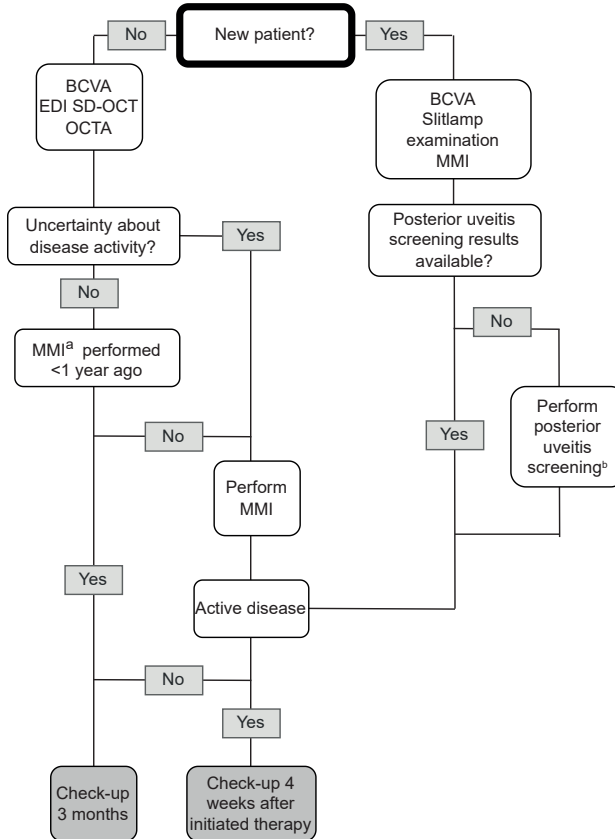 No
New patient?
Yes
BCVA
EDI SD-OCT
OCTA
BCVA
Slitlamp
examination
MMI
Uncertainty about
disease activity?
Yes
Posterior uveitis
screening results
available?
No
No
MMIa performed
<1 year ago
Perform
posterior
uveitis
screeningb
No
Yes
Perform
MMI
Yes
Active disease
No
Yes
Check-up
3 months
Check-up 4
weeks after
initiated therapy